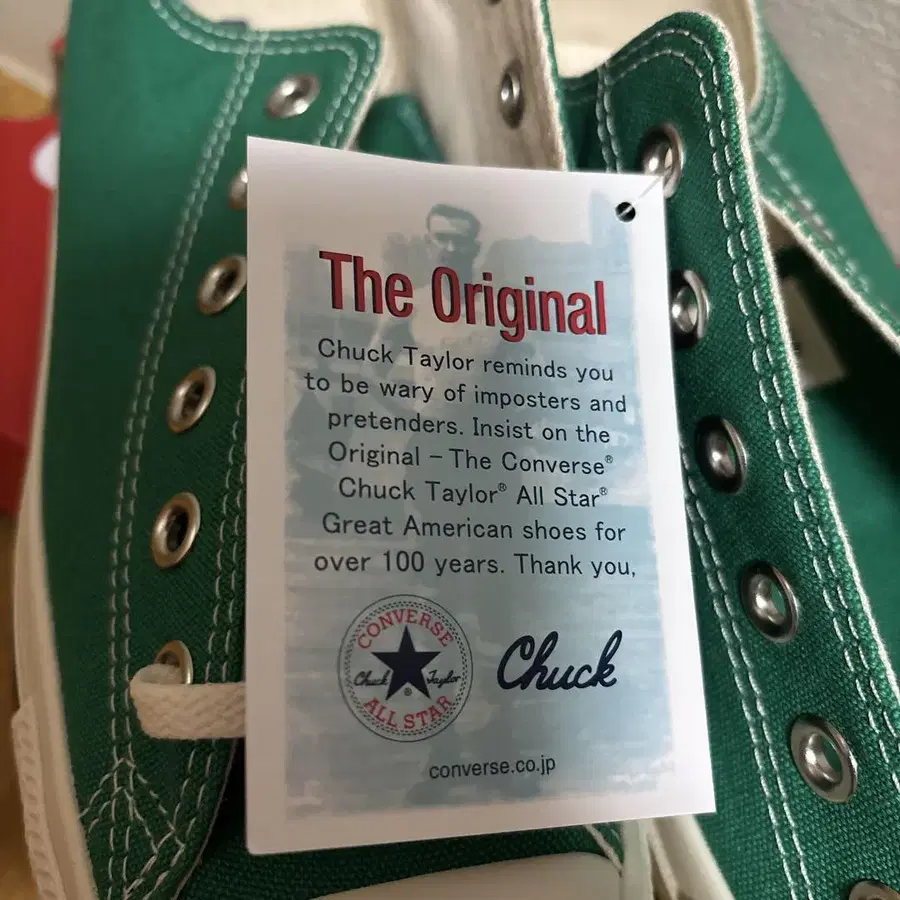 The Original
Chuck Taylor reminds you
to be wary of imposters and
pretenders. Insist on the
Original – The Converse®
Chuck Taylor® All Star®
Great American shoes for
over 100 years. Thank you,
CONVERSE
Chuck Taylor
®
ALL STAR
Chuck
converse.co.jp